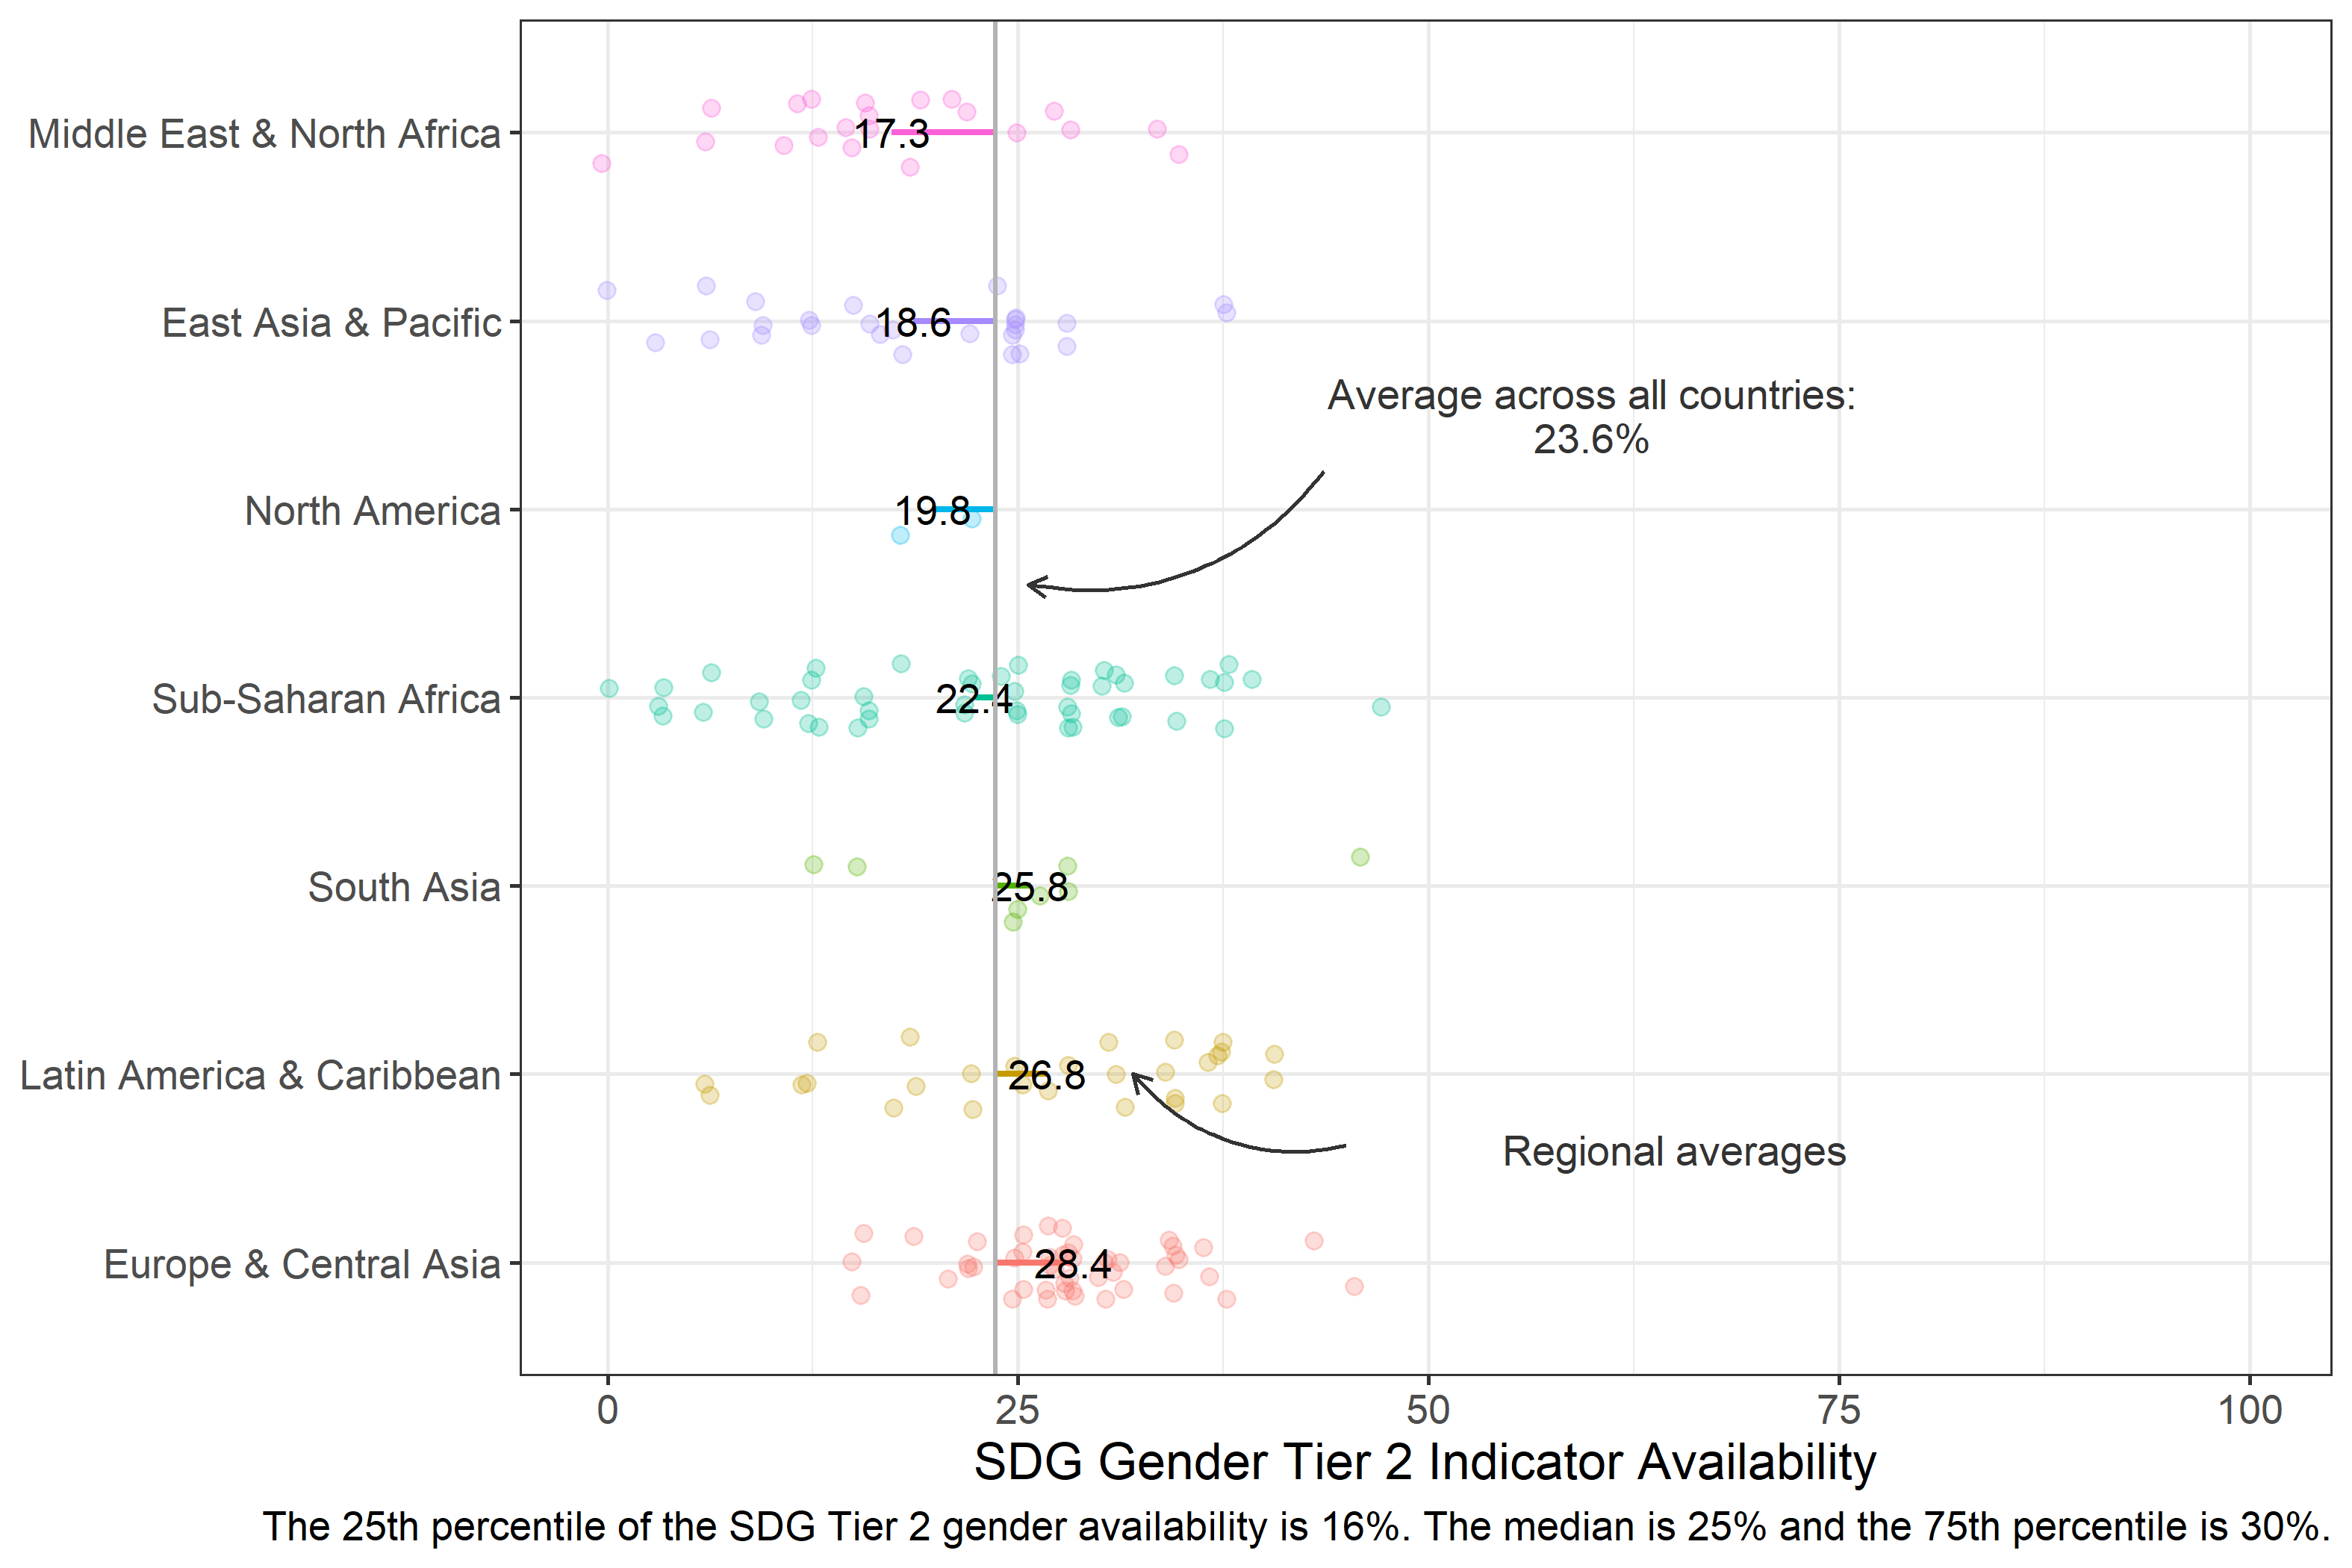 Middle East & North Africa
17.3
East Asia & Pacific
18.6
Average across all countries:
23.6%
North America
19.8
Sub-Saharan Africa
22.4
South Asia
25.8
Latin America & Caribbean
26.8
Regional averages
Europe & Central Asia
28.4
0 25 50 75 100
SDG Gender Tier 2 Indicator Availability
The 25th percentile of the SDG Tier 2 gender availability is 16%. The median is 25% and the 75th percentile is 30%.